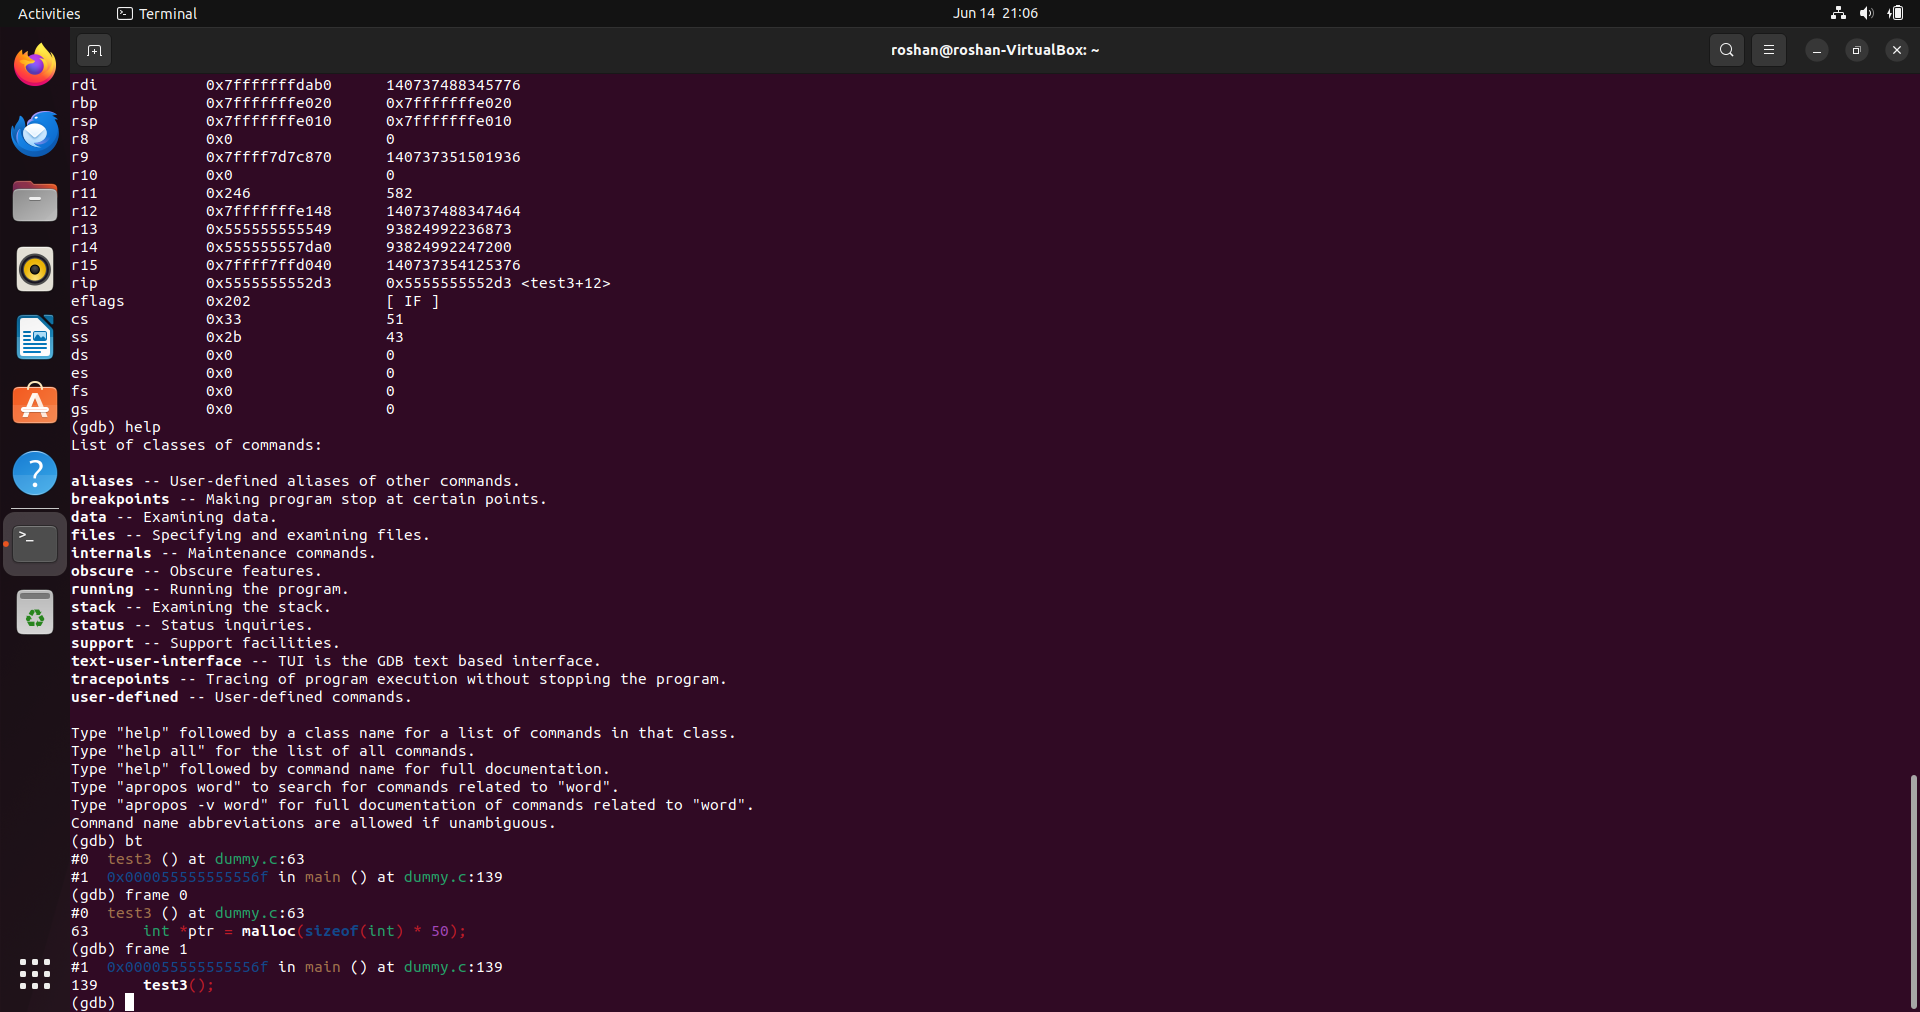 Activities
Terminal
Jun 14 21:06
roshan@roshan-VirtualBox: ~
rdi 0x7fffffffdab0 140737488345776
rbp 0x7fffffffe020 0x7fffffffe020
rsp 0x7fffffffe010 0x7fffffffe010
r8 0x0 0
r9 0x7ffff7d7c870 140737351501936
r10 0x0 0
r11 0x246 582
r12 0x7fffffffe148 140737488347464
r13 0x555555555549 93824992236873
r14 0x555555557da0 93824992247200
r15 0x7ffff7ffd040 140737354125376
rip 0x5555555552d3 0x5555555552d3 <test3+12>
eflags 0x202 [ IF ]
cs 0x33 51
ss 0x2b 43
ds 0x0 0
es 0x0 0
fs 0x0 0
gs 0x0 0
(gdb) help
List of classes of commands:
aliases -- User-defined aliases of other commands.
breakpoints -- Making program stop at certain points.
data -- Examining data.
files -- Specifying and examining files.
internals -- Maintenance commands.
obscure -- Obscure features.
running -- Running the program.
stack -- Examining the stack.
status -- Status inquiries.
support -- Support facilities.
text-user-interface -- TUI is the GDB text based interface.
tracepoints -- Tracing of program execution without stopping the program.
user-defined -- User-defined commands.
Type "help" followed by a class name for a list of commands in that class.
Type "help all" for the list of all commands.
Type "help" followed by command name for full documentation.
Type "apropos word" to search for commands related to "word".
Type "apropos -v word" for full documentation of commands related to "word".
Command name abbreviations are allowed if unambiguous.
(gdb) bt
#0 test3 () at dummy.c:63
#1 0x000055555555556f in main () at dummy.c:139
(gdb) frame 0
#0 test3 () at dummy.c:63
63 int *ptr = malloc(sizeof(int) * 50);
(gdb) frame 1
#1 0x000055555555556f in main () at dummy.c:139
139 test3();
(gdb)